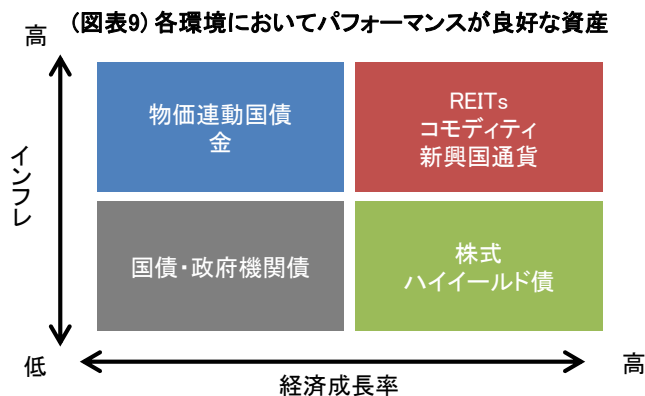 (図表9) 各環境においてパフォーマンスが良好な資産
高
物価連動国債
金
REITs
コモディティ
新興国通貨
インフレ
国債・政府機関債
株式
ハイイールド債
低
高
経済成長率